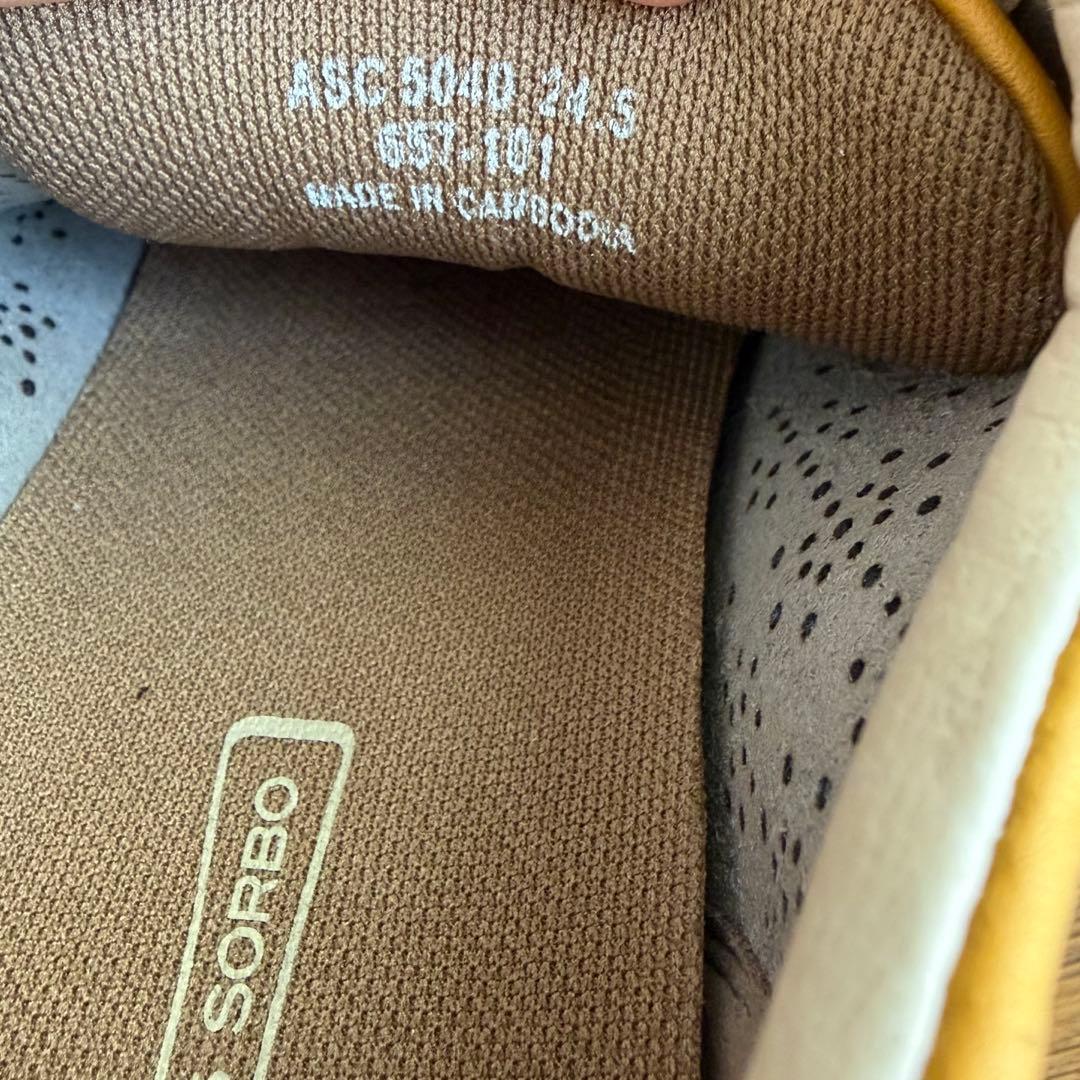 ASC 5040 24.5
657-101
MADE IN CAMBODIA
SORBO